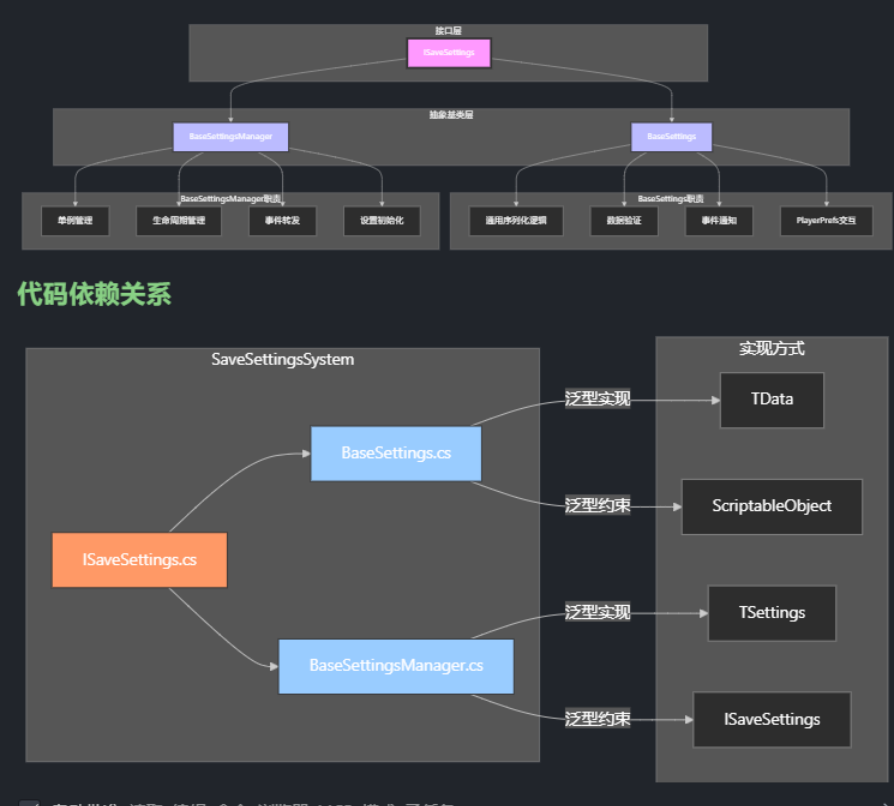 接口层
ISaveSettings
抽象基类层
BaseSettingsManager
BaseSettings
BaseSettingsManager职责
单例管理
生命周期管理
事件转发
设置初始化
BaseSettings职责
通用序列化逻辑
数据验证
事件通知
PlayerPrefs交互
代码依赖关系
SaveSettingsSystem
ISaveSettings.cs
BaseSettings.cs
BaseSettingsManager.cs
泛型实现
泛型约束
泛型实现
泛型约束
实现方式
TData
ScriptableObject
TSettings
ISaveSettings